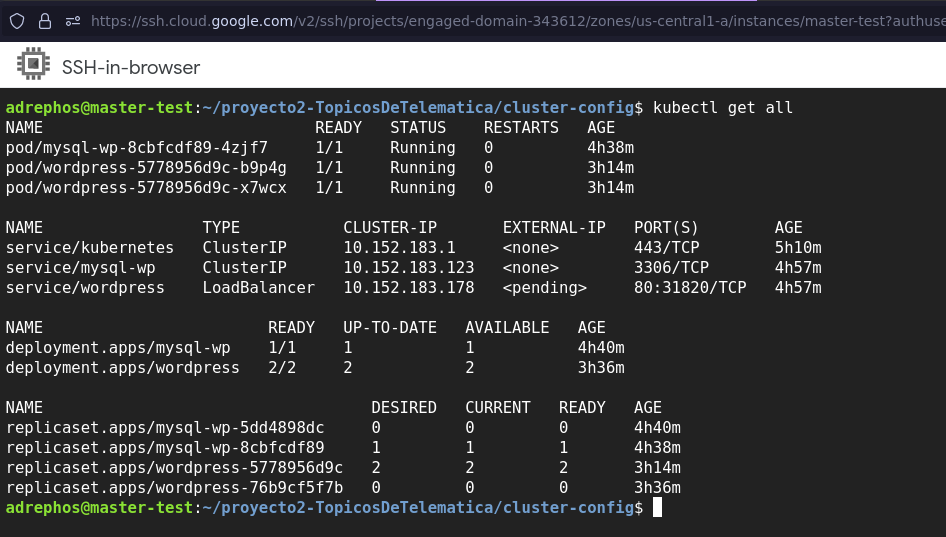 https://ssh.cloud.google.com/v2/ssh/projects/engaged-domain-343612/zones/us-central1-a/instances/master-test?authuse
SSH-in-browser
adrephos@master-test:~/proyecto2-TopicosDeTelematica/cluster-config$ kubectl get all
NAME READY STATUS RESTARTS AGE
pod/mysql-wp-8cbfcdf89-4zjf7 1/1 Running 0 4h38m
pod/wordpress-5778956d9c-b9p4g 1/1 Running 0 3h14m
pod/wordpress-5778956d9c-x7wcx 1/1 Running 0 3h14m
NAME TYPE CLUSTER-IP EXTERNAL-IP PORT(S) AGE
service/kubernetes ClusterIP 10.152.183.1 <none> 443/TCP 5h10m
service/mysql-wp ClusterIP 10.152.183.123 <none> 3306/TCP 4h57m
service/wordpress LoadBalancer 10.152.183.178 <pending> 80:31820/TCP 4h57m
NAME READY UP-TO-DATE AVAILABLE AGE
deployment.apps/mysql-wp 1/1 1 1 4h40m
deployment.apps/wordpress 2/2 2 2 3h36m
NAME DESIRED CURRENT READY AGE
replicaset.apps/mysql-wp-5dd4898dc 0 0 0 4h40m
replicaset.apps/mysql-wp-8cbfcdf89 1 1 1 4h38m
replicaset.apps/wordpress-5778956d9c 2 2 2 3h14m
replicaset.apps/wordpress-76b9cf5f7b 0 0 0 3h36m
adrephos@master-test:~/proyecto2-TopicosDeTelematica/cluster-config$